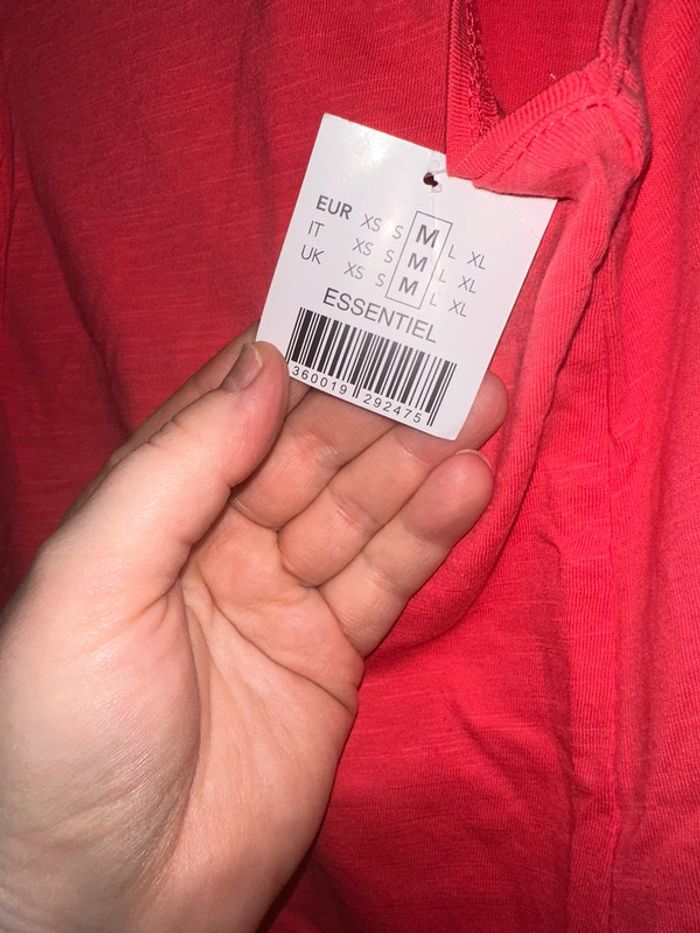 EUR XS S M L XL
IT XS S M L XL
UK XS S M L XL
ESSENTIEL
360019 292475